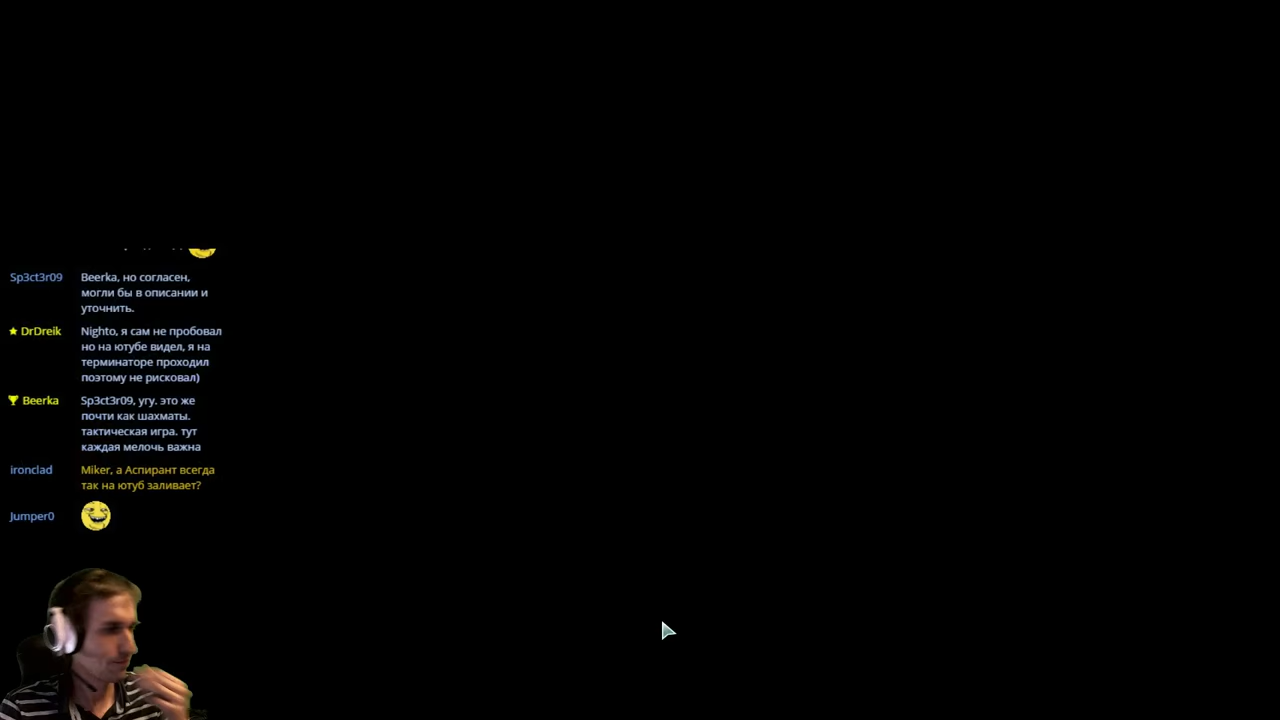 Sp3ct3r09 Beerka, но согласен,
могли бы в описании и
уточнить.
DrDreik Nighto, я сам не пробовал
но на ютубе видел, я на
терминаторе проходил
поэтому не рисковал)
Beerka Sp3ct3r09, угу. это же
почти как шахматы.
тактическая игра. тут
каждая мелочь важна
ironclad Miker, а Аспирант всегда
так на ютуб заливает?
Jumper0